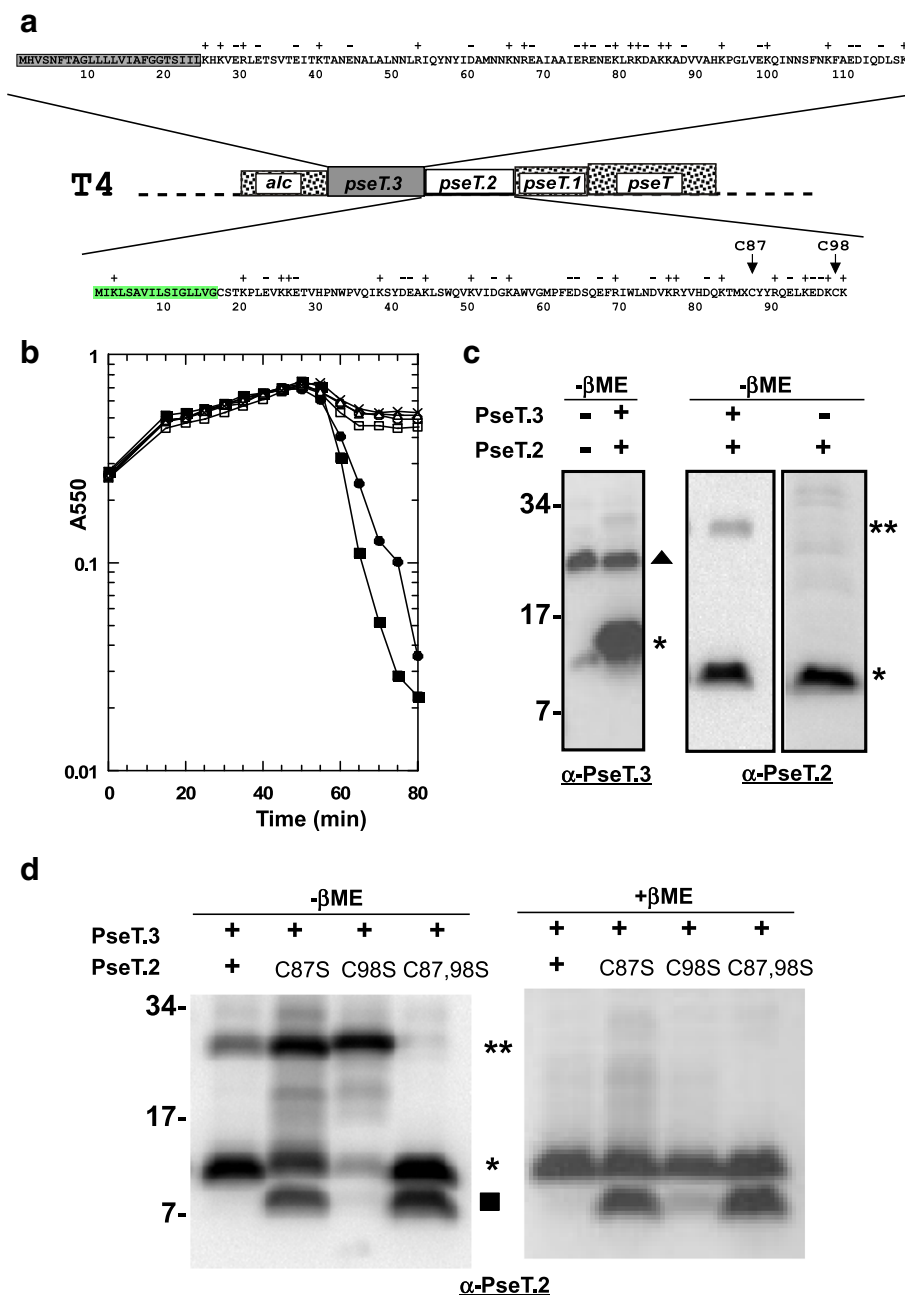 a
+ + -+ - - + - + + - + - -+ - ++ ++ - + - + + -- - - +
MHVSNFTAGLLLLVIAFGGTSIILKHKVERLETSVTEITKTANENALALNNLRIQYNYIDAMNNKNREAIAAIERENEKLRKDAKKADVVAHKPGLVEKQINNSFNKFAEDIQDLSK
10 20 30 40 50 60 70 80 90 100 110
T4
alc pseT.3 pseT.2 pseT.1 pseT
C87 C98
MIKLSAVILSIGLLVGCSTKPLEVKKETVHPNWPVQIKSYDEAKLSWQVKVIDGKAWVGMPFEDSQEFRIWLNDVKRYVHDQKTMXCYYRQELKEDKCK
10 20 30 40 50 60 70 80 90
b
1
0.1
0.01
A550
0 20 40 60 80
Time (min)
c
-βME -βME
PseT.3 - + + -
PseT.2 - + + +
34-
17-
7-
**
*
*
α-PseT.3 α-PseT.2
d
-βME +βME
PseT.3 + + + + + + + +
PseT.2 + C87S C98S C87,98S + C87S C98S C87,98S
34-
**
17-
*
7-
α-PseT.2